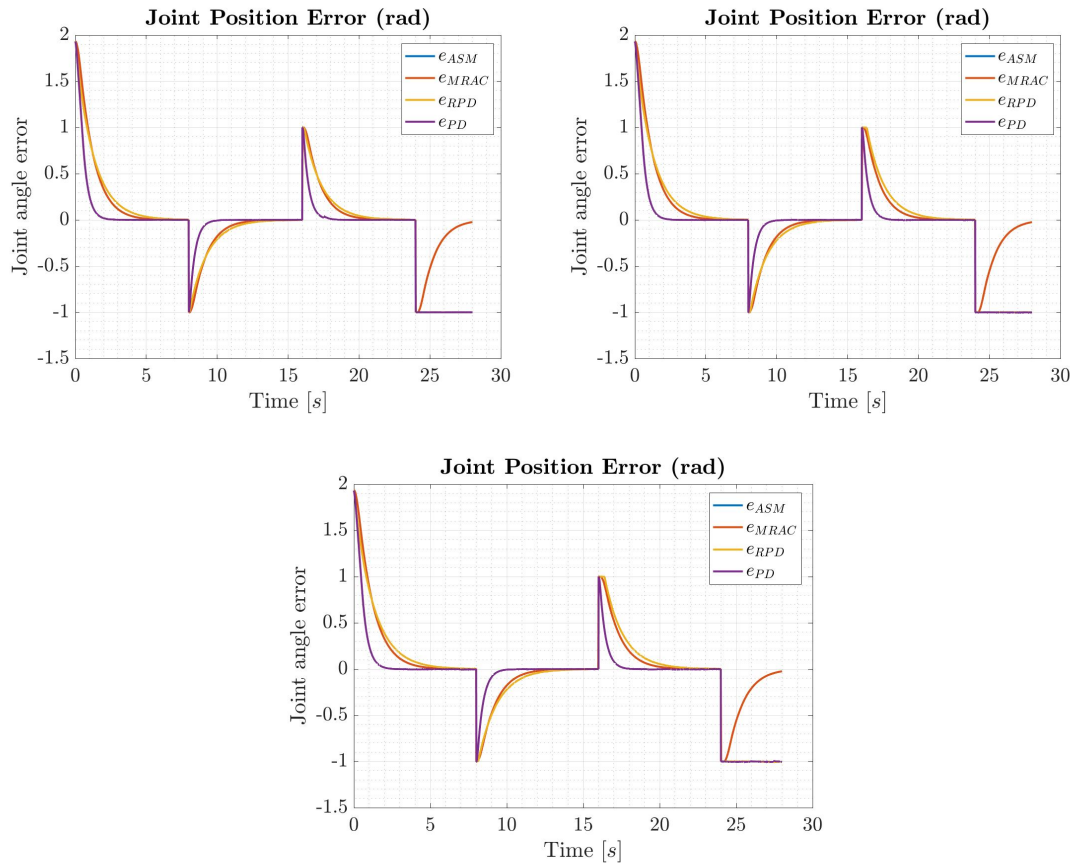 Joint Position Error (rad)
2
1.5
1
0.5
0
-0.5
-1
-1.5
Joint angle error
e_ASM
e_MRAC
e_RPD
e_PD
0 5 10 15 20 25 30
Time [s]
Joint Position Error (rad)
2
1.5
1
0.5
0
-0.5
-1
-1.5
Joint angle error
e_ASM
e_MRAC
e_RPD
e_PD
0 5 10 15 20 25 30
Time [s]
Joint Position Error (rad)
2
1.5
1
0.5
0
-0.5
-1
-1.5
Joint angle error
e_ASM
e_MRAC
e_RPD
e_PD
0 5 10 15 20 25 30
Time [s]